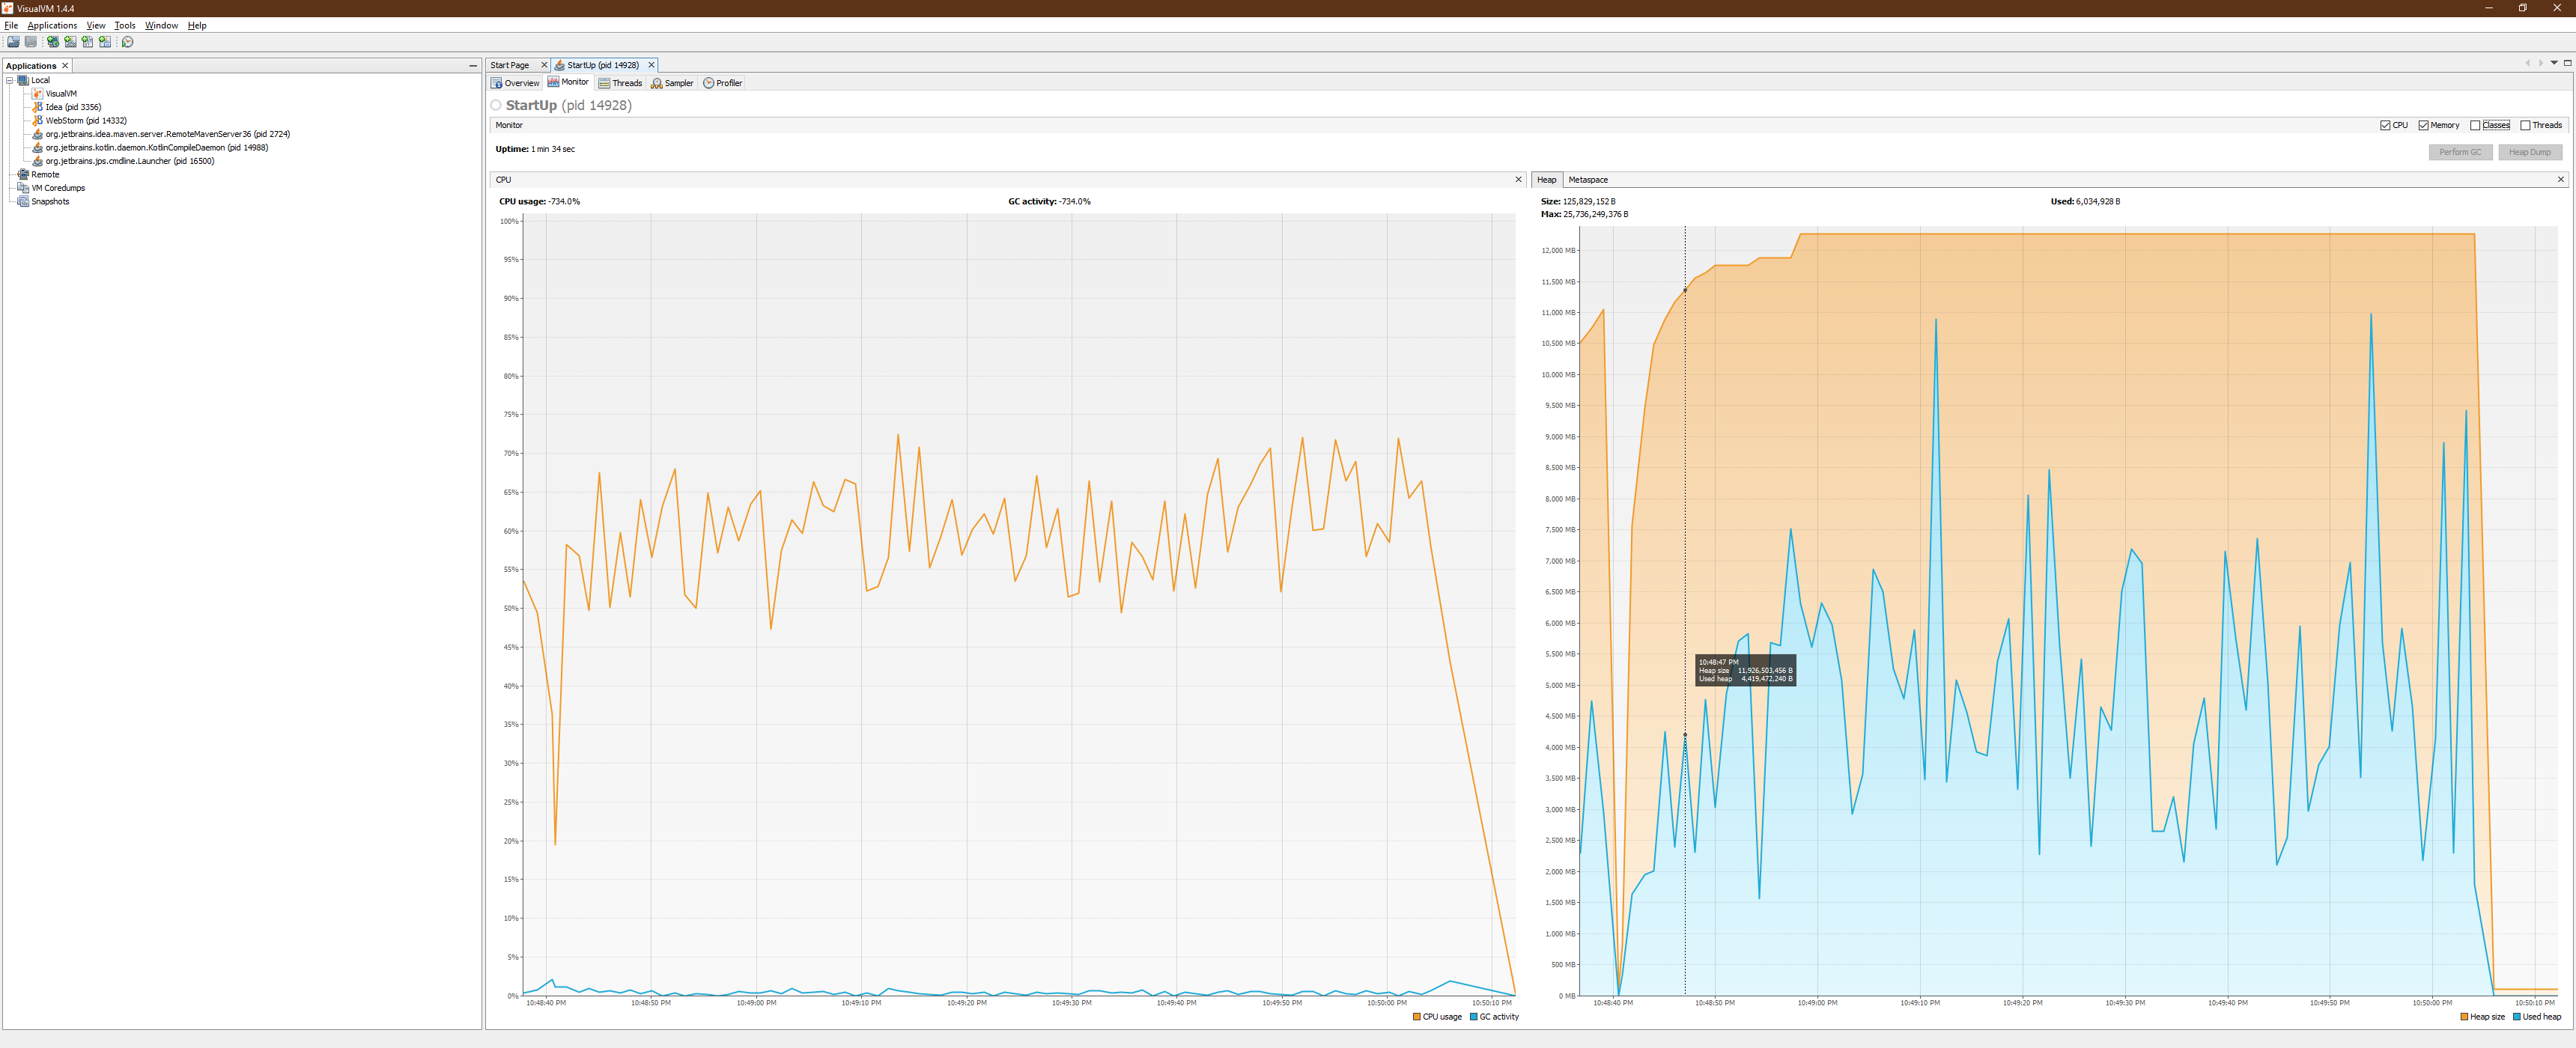 VisualVM 1.4.4
File Applications View Tools Window Help
Applications
Local
VisualVM
Idea (pid 3356)
WebStorm (pid 14332)
org.jetbrains.idea.maven.server.RemoteMavenServer36 (pid 2724)
org.jetbrains.kotlin.daemon.KotlinCompileDaemon (pid 14988)
org.jetbrains.jps.cmdline.Launcher (pid 16500)
Remote
VM Coredumps
Snapshots
Start Page StartUp (pid 14928)
Overview Monitor Threads Sampler Profiler
StartUp (pid 14928)
Monitor CPU Memory Classes Threads
Uptime: 1 min 34 sec
Perform GC Heap Dump
CPU
CPU usage: -734.0% GC activity: -734.0%
100%
95%
90%
85%
80%
75%
70%
65%
60%
55%
50%
45%
40%
35%
30%
25%
20%
15%
10%
5%
0%
10:48:40 PM 10:48:50 PM 10:49:00 PM 10:49:10 PM 10:49:20 PM 10:49:30 PM 10:49:40 PM 10:49:50 PM 10:50:00 PM 10:50:10 PM
CPU usage GC activity
Heap Metaspace
Size: 125,829,152 B Used: 6,034,928 B
Max: 25,736,249,376 B
12,000 MB
11,500 MB
11,000 MB
10,500 MB
10,000 MB
9,500 MB
9,000 MB
8,500 MB
8,000 MB
7,500 MB
7,000 MB
6,500 MB
6,000 MB
5,500 MB
5,000 MB
4,500 MB
4,000 MB
3,500 MB
3,000 MB
2,500 MB
2,000 MB
1,500 MB
1,000 MB
500 MB
0 MB
10:48:47 PM
Heap size 11,926,503,456 B
Used heap 4,419,472,240 B
10:48:40 PM 10:48:50 PM 10:49:00 PM 10:49:10 PM 10:49:20 PM 10:49:30 PM 10:49:40 PM 10:49:50 PM 10:50:00 PM 10:50:10 PM
Heap size Used heap